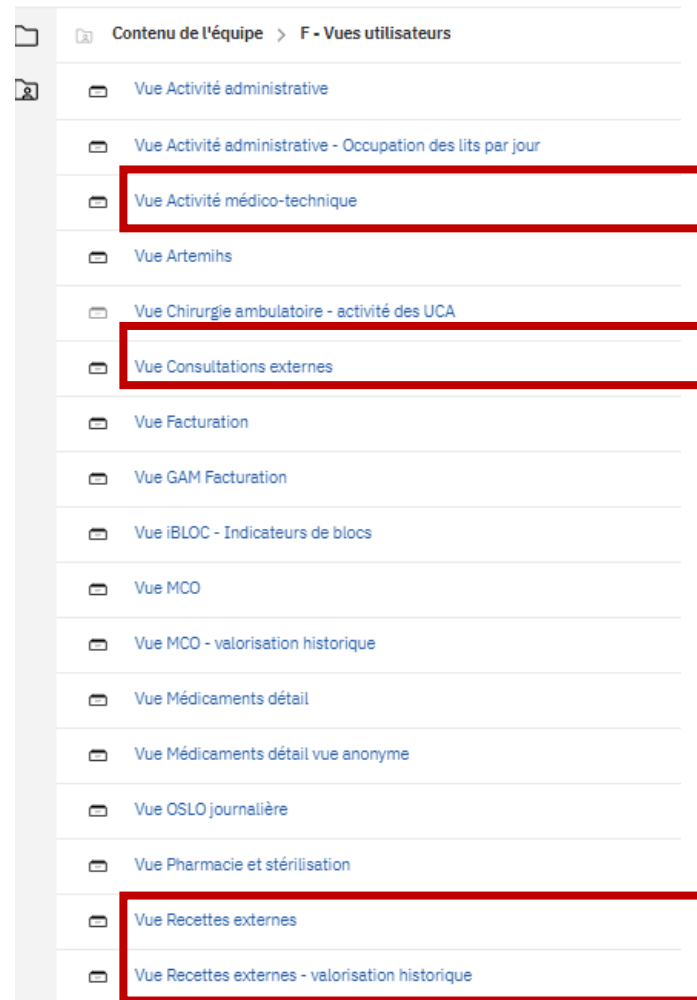 Contenu de l'équipe > F - Vues utilisateurs
Vue Activité administrative
Vue Activité administrative - Occupation des lits par jour
Vue Activité médico-technique
Vue Artemihs
Vue Chirurgie ambulatoire - activité des UCA
Vue Consultations externes
Vue Facturation
Vue GAM Facturation
Vue iBLOC - Indicateurs de blocs
Vue MCO
Vue MCO - valorisation historique
Vue Médicaments détail
Vue Médicaments détail vue anonyme
Vue OSLO journalière
Vue Pharmacie et stérilisation
Vue Recettes externes
Vue Recettes externes - valorisation historique